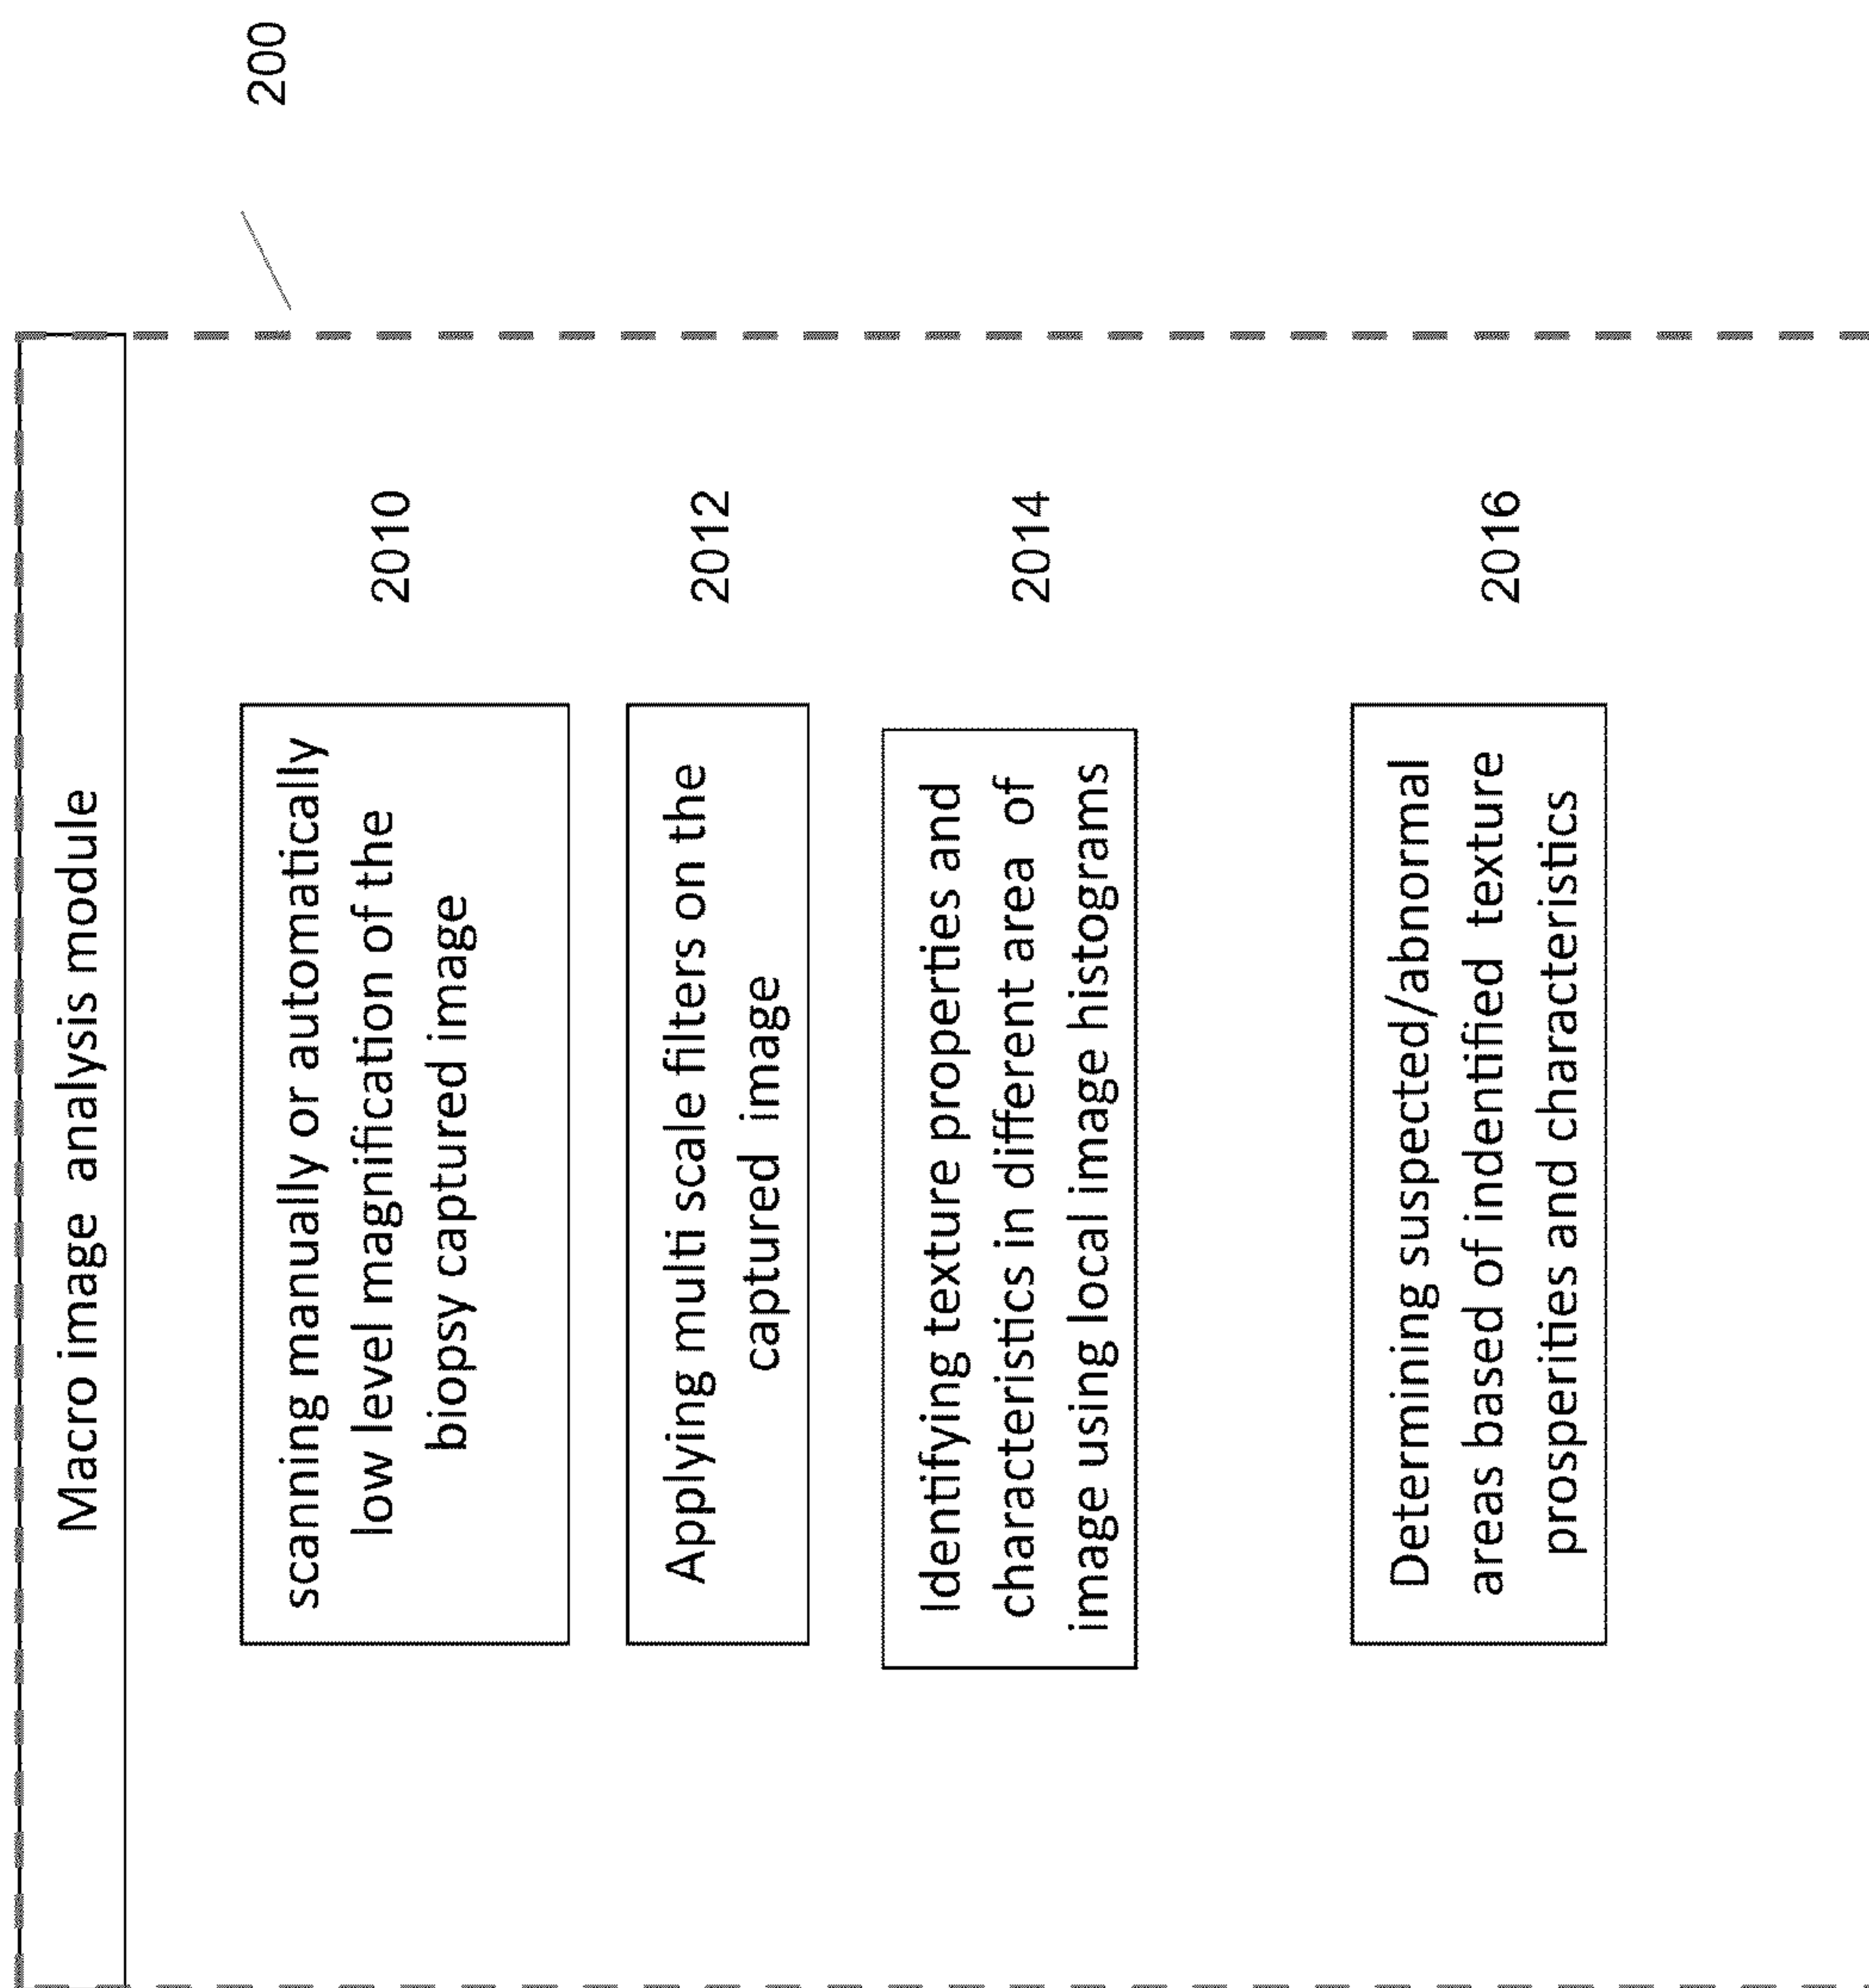 200
Macro image analysis module
scanning manually or automatically
low level magnification of the
biopsy captured image
2010
Applying multi scale filters on the
captured image
2012
Identifying texture properties and
characteristics in different area of
image using local image histograms
2014
Determining suspected/abnormal
areas based of indentified texture
prosperities and characteristics
2016